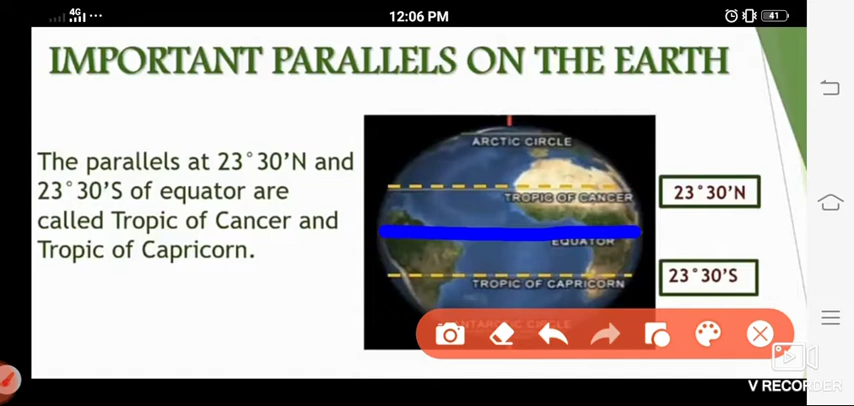 4G
12:06 PM
41
IMPORTANT PARALLELS ON THE EARTH
The parallels at 23°30'N and
23°30'S of equator are
called Tropic of Cancer and
Tropic of Capricorn.
ARCTIC CIRCLE
TROPIC OF CANCER
23°30'N
EQUATOR
TROPIC OF CAPRICORN
23°30'S
ANTARCTIC CIRCLE
V RECORDER